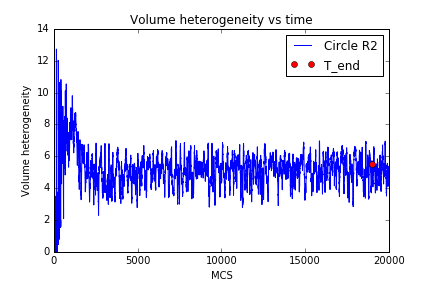 Volume heterogeneity vs time
Volume heterogeneity
14
12
10
8
6
4
2
0
Circle R2
T_end
0
5000
10000
15000
20000
MCS